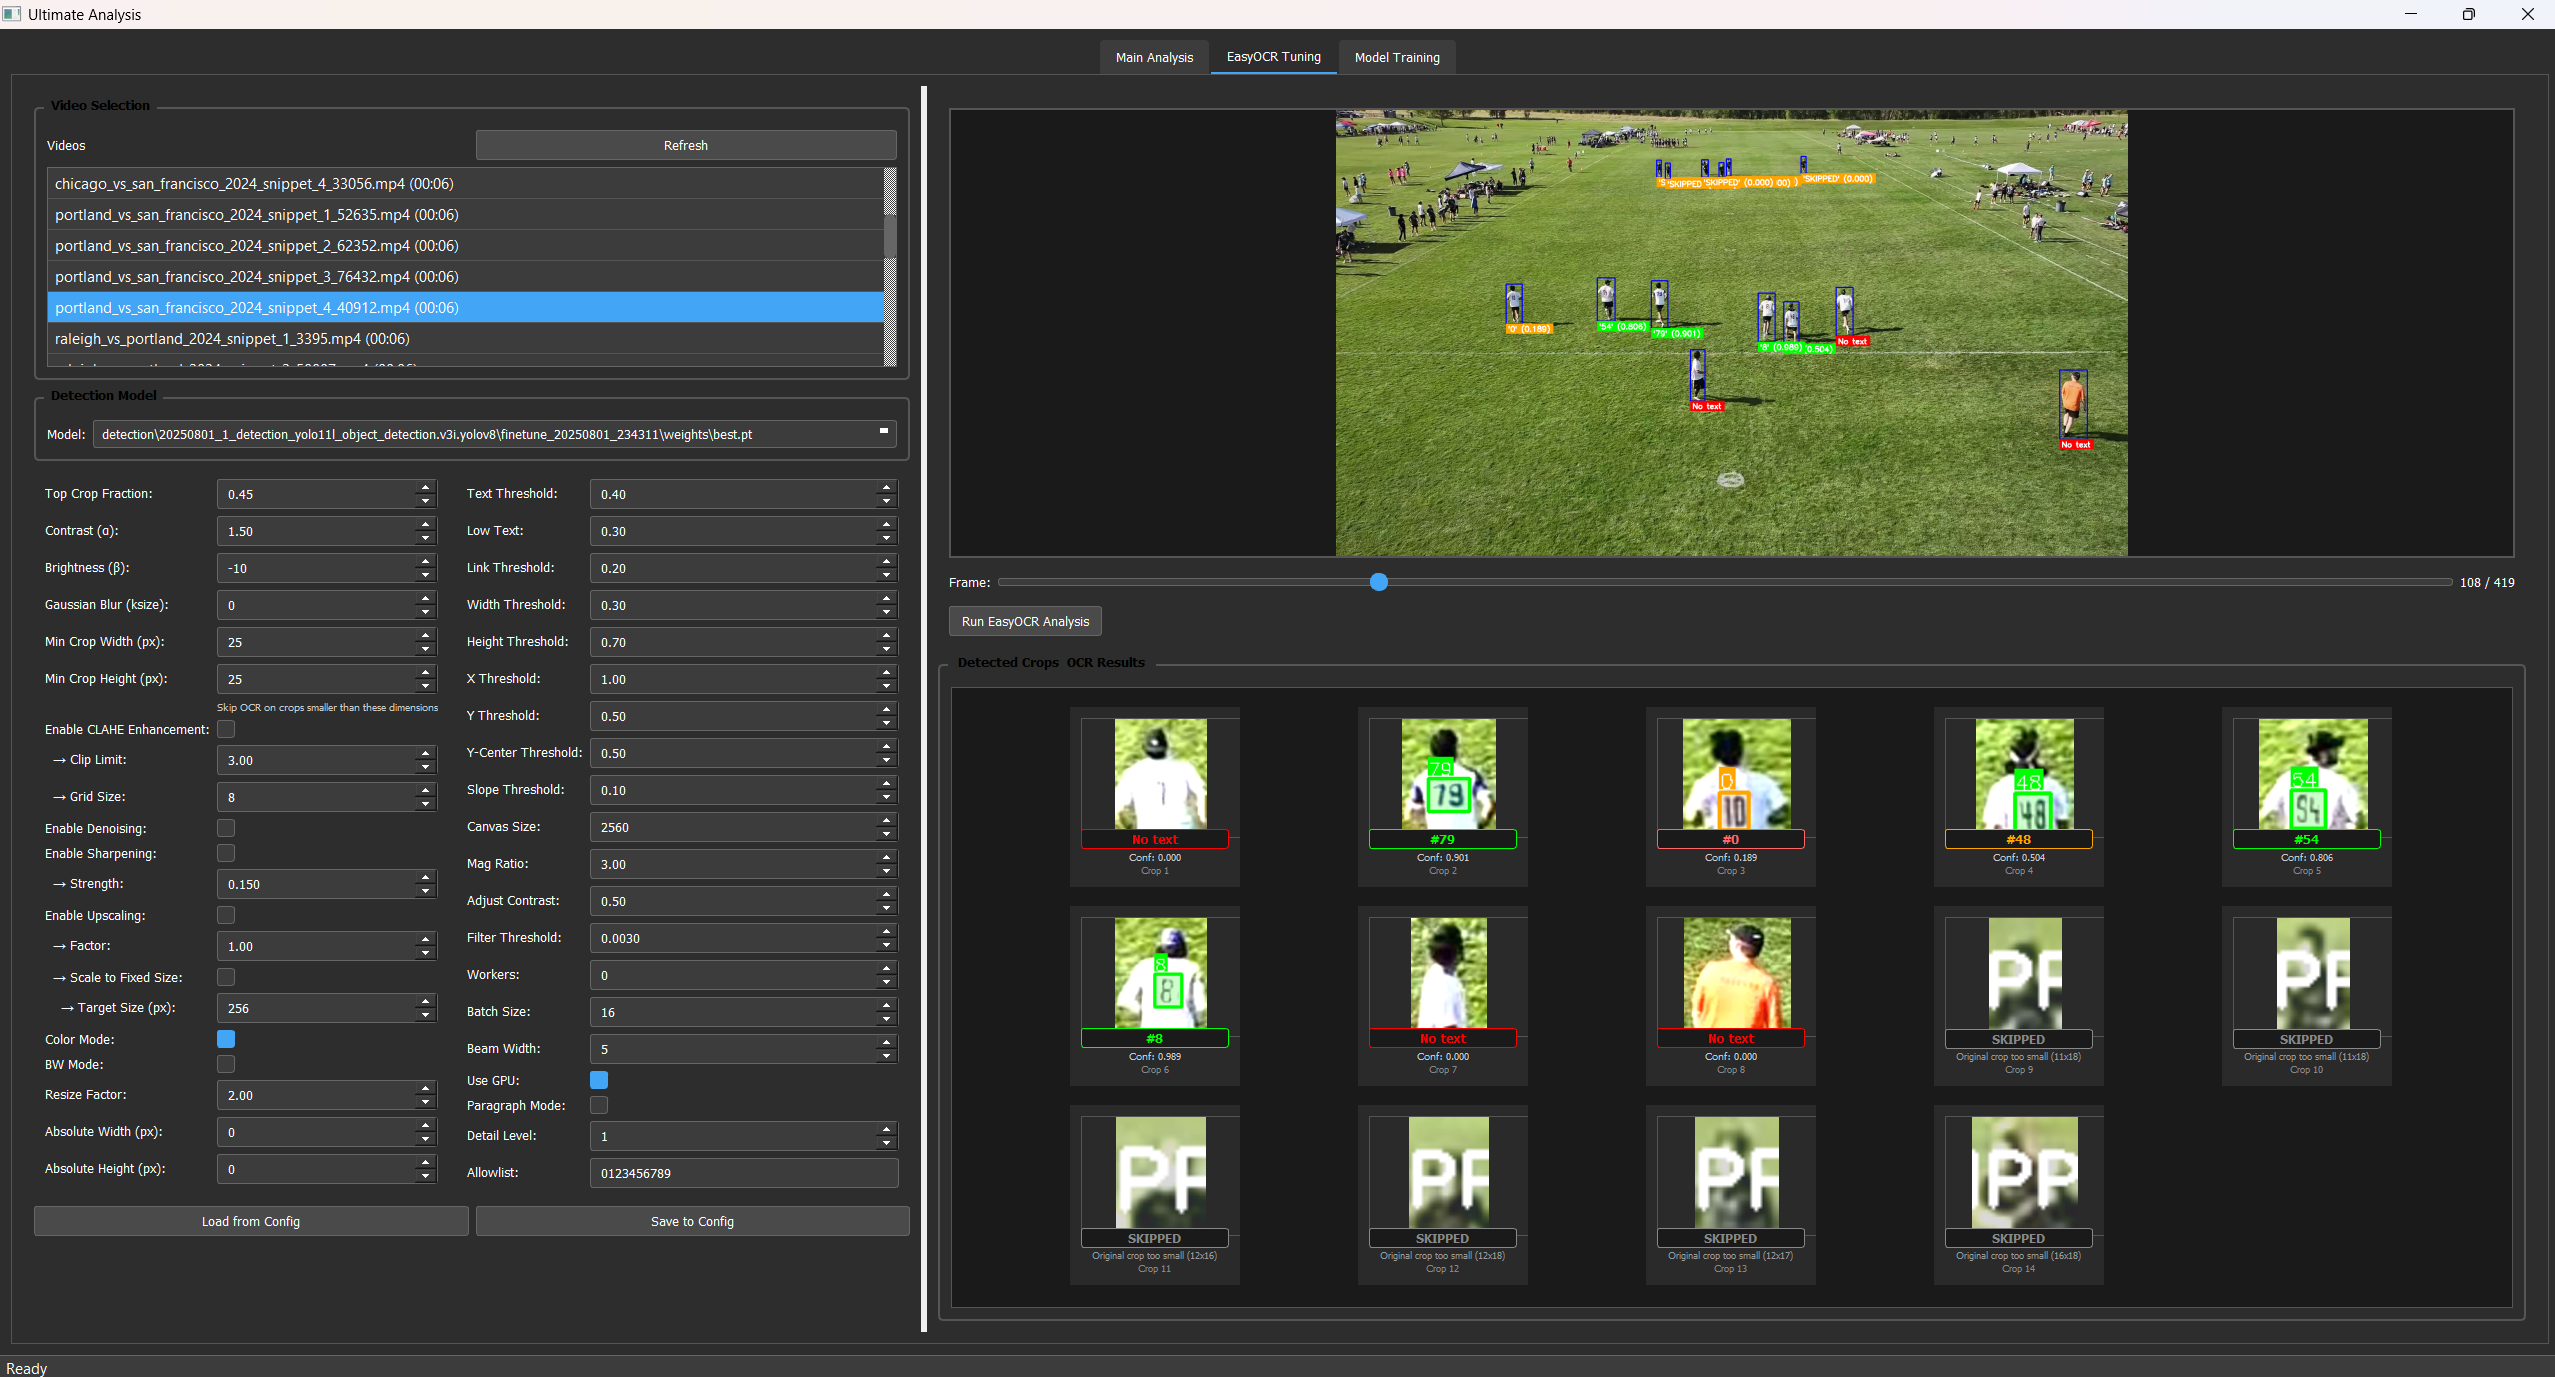 Ultimate Analysis
Main Analysis
EasyOCR Tuning
Model Training
Video Selection
Videos
Refresh
chicago_vs_san_francisco_2024_snippet_4_33056.mp4 (00:06)
portland_vs_san_francisco_2024_snippet_1_52635.mp4 (00:06)
portland_vs_san_francisco_2024_snippet_2_62352.mp4 (00:06)
portland_vs_san_francisco_2024_snippet_3_76432.mp4 (00:06)
portland_vs_san_francisco_2024_snippet_4_40912.mp4 (00:06)
raleigh_vs_portland_2024_snippet_1_3395.mp4 (00:06)
Detection Model
Model: detection\20250801_1_detection_yolo11l_object_detection.v3i.yolov8\finetune_20250801_234311\weights\best.pt
Top Crop Fraction: 0.45
Contrast (α): 1.50
Brightness (β): -10
Gaussian Blur (ksize): 0
Min Crop Width (px): 25
Min Crop Height (px): 25
Skip OCR on crops smaller than these dimensions
Enable CLAHE Enhancement:
→ Clip Limit: 3.00
→ Grid Size: 8
Enable Denoising:
Enable Sharpening:
→ Strength: 0.150
Enable Upscaling:
→ Factor: 1.00
→ Scale to Fixed Size:
→ Target Size (px): 256
Color Mode:
BW Mode:
Resize Factor: 2.00
Absolute Width (px): 0
Absolute Height (px): 0
Text Threshold: 0.40
Low Text: 0.30
Link Threshold: 0.20
Width Threshold: 0.30
Height Threshold: 0.70
X Threshold: 1.00
Y Threshold: 0.50
Y-Center Threshold: 0.50
Slope Threshold: 0.10
Canvas Size: 2560
Mag Ratio: 3.00
Adjust Contrast: 0.50
Filter Threshold: 0.0030
Workers: 0
Batch Size: 16
Beam Width: 5
Use GPU:
Paragraph Mode:
Detail Level: 1
Allowlist: 0123456789
Load from Config
Save to Config
'SKIPPED 'SKIPPED' (0.000) 'SKIPPED' (0.000)
'0' (0.189)
'54' (0.806)
'79' (0.901)
'8' (0.989)
0.504)
No text
No text
No text
Frame: 108 / 419
Run EasyOCR Analysis
Detected Crops OCR Results
No text
Conf: 0.000
Crop 1
79
79
#79
Conf: 0.901
Crop 2
0
10
#0
Conf: 0.189
Crop 3
48
48
#48
Conf: 0.504
Crop 4
54
54
#54
Conf: 0.806
Crop 5
8
8
#8
Conf: 0.989
Crop 6
No text
Conf: 0.000
Crop 7
No text
Conf: 0.000
Crop 8
SKIPPED
Original crop too small (11x18)
Crop 9
SKIPPED
Original crop too small (11x18)
Crop 10
SKIPPED
Original crop too small (12x16)
Crop 11
SKIPPED
Original crop too small (12x18)
Crop 12
SKIPPED
Original crop too small (12x17)
Crop 13
SKIPPED
Original crop too small (16x18)
Crop 14
Ready